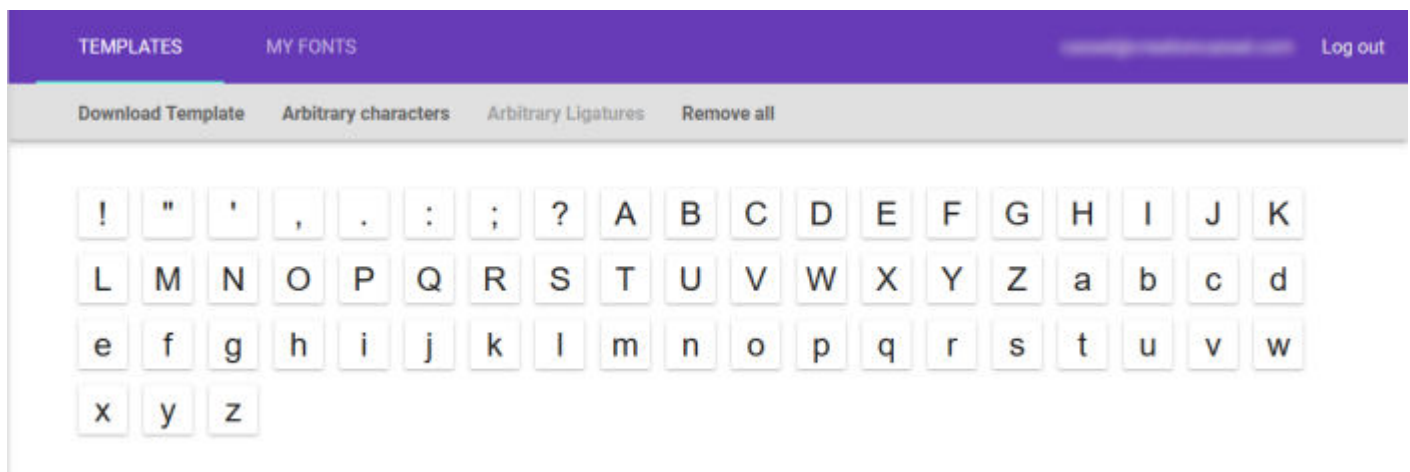 TEMPLATES MY FONTS Log out
Download Template Arbitrary characters Arbitrary Ligatures Remove all
! " ' , . : ; ? A B C D E F G H I J K
L M N O P Q R S T U V W X Y Z a b c d
e f g h i j k l m n o p q r s t u v w
x y z